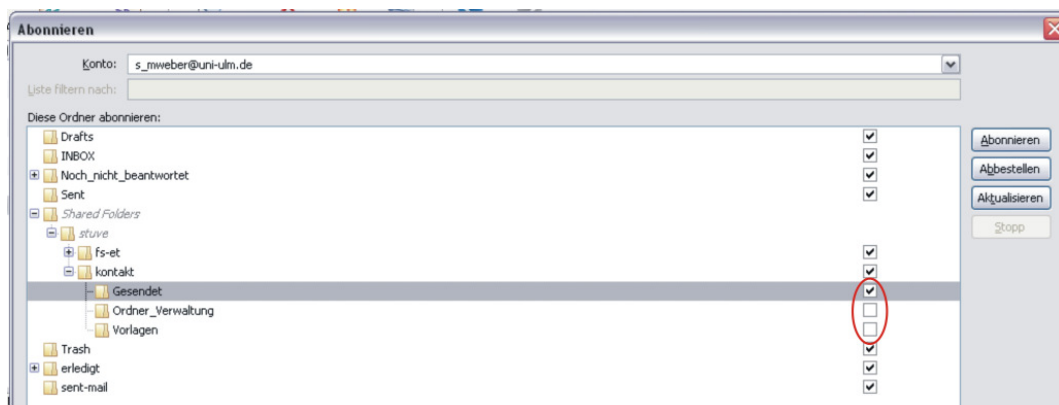 Abonnieren
Konto: s_mweber@uni-ulm.de
Liste filtern nach:
Diese Ordner abonnieren:
Drafts
INBOX
Noch_nicht_beantwortet
Sent
Shared Folders
stuve
fs-et
kontakt
Gesendet
Ordner_Verwaltung
Vorlagen
Trash
erledigt
sent-mail
Abonnieren
Abbestellen
Aktualisieren
Stopp